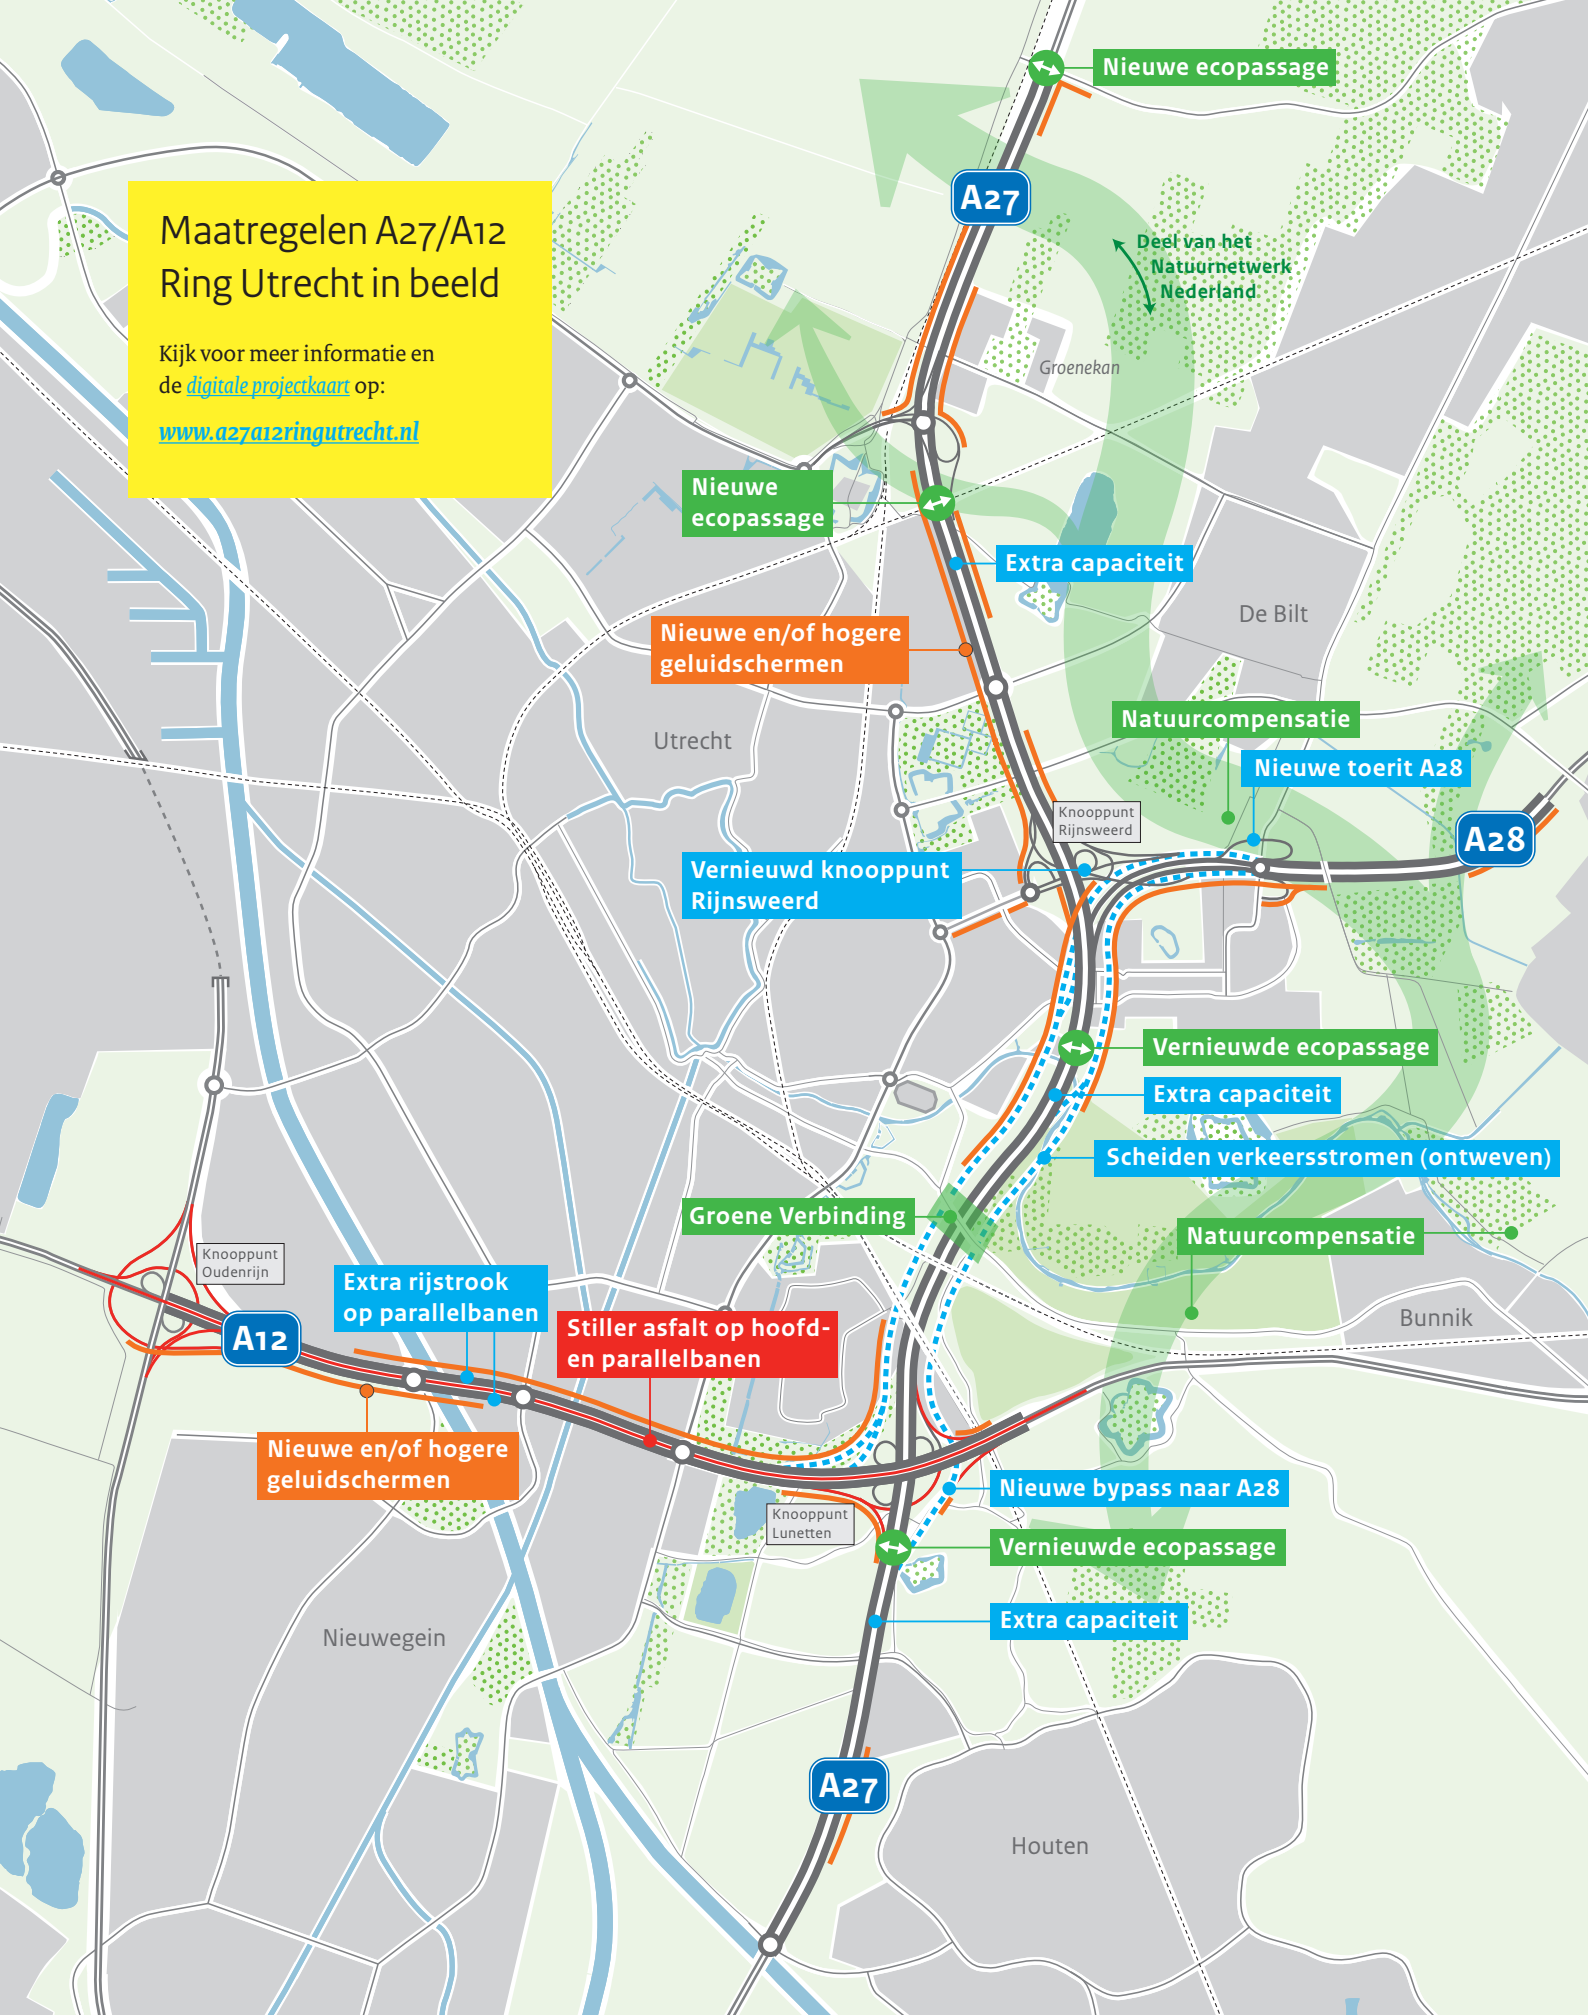 Nieuwe ecopassage
A27
Maatregelen A27/A12
Ring Utrecht in beeld
Kijk voor meer informatie en
de digitale projectkaart op:
www.a27a12ringutrecht.nl
Deel van het
Natuurnetwerk
Nederland
Groenekan
Nieuwe
ecopassage
Extra capaciteit
De Bilt
Nieuwe en/of hogere
geluidschermen
Utrecht
Natuurcompensatie
Nieuwe toerit A28
Knooppunt
Rijnsweerd
A28
Vernieuwd knooppunt
Rijnsweerd
Vernieuwde ecopassage
Extra capaciteit
Scheiden verkeersstromen (ontweven)
Groene Verbinding
Natuurcompensatie
Knooppunt
Oudenrijn
Extra rijstrook
op parallelbanen
A12
Stiller asfalt op hoofd-
en parallelbanen
Bunnik
Nieuwe en/of hogere
geluidschermen
Nieuwe bypass naar A28
Knooppunt
Lunetten
Vernieuwde ecopassage
Extra capaciteit
Nieuwegein
A27
Houten